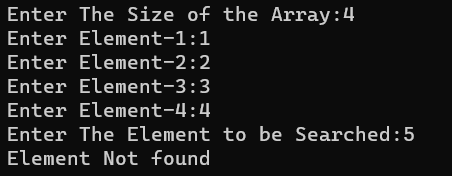 Enter The Size of the Array:4
Enter Element-1:1
Enter Element-2:2
Enter Element-3:3
Enter Element-4:4
Enter The Element to be Searched:5
Element Not found